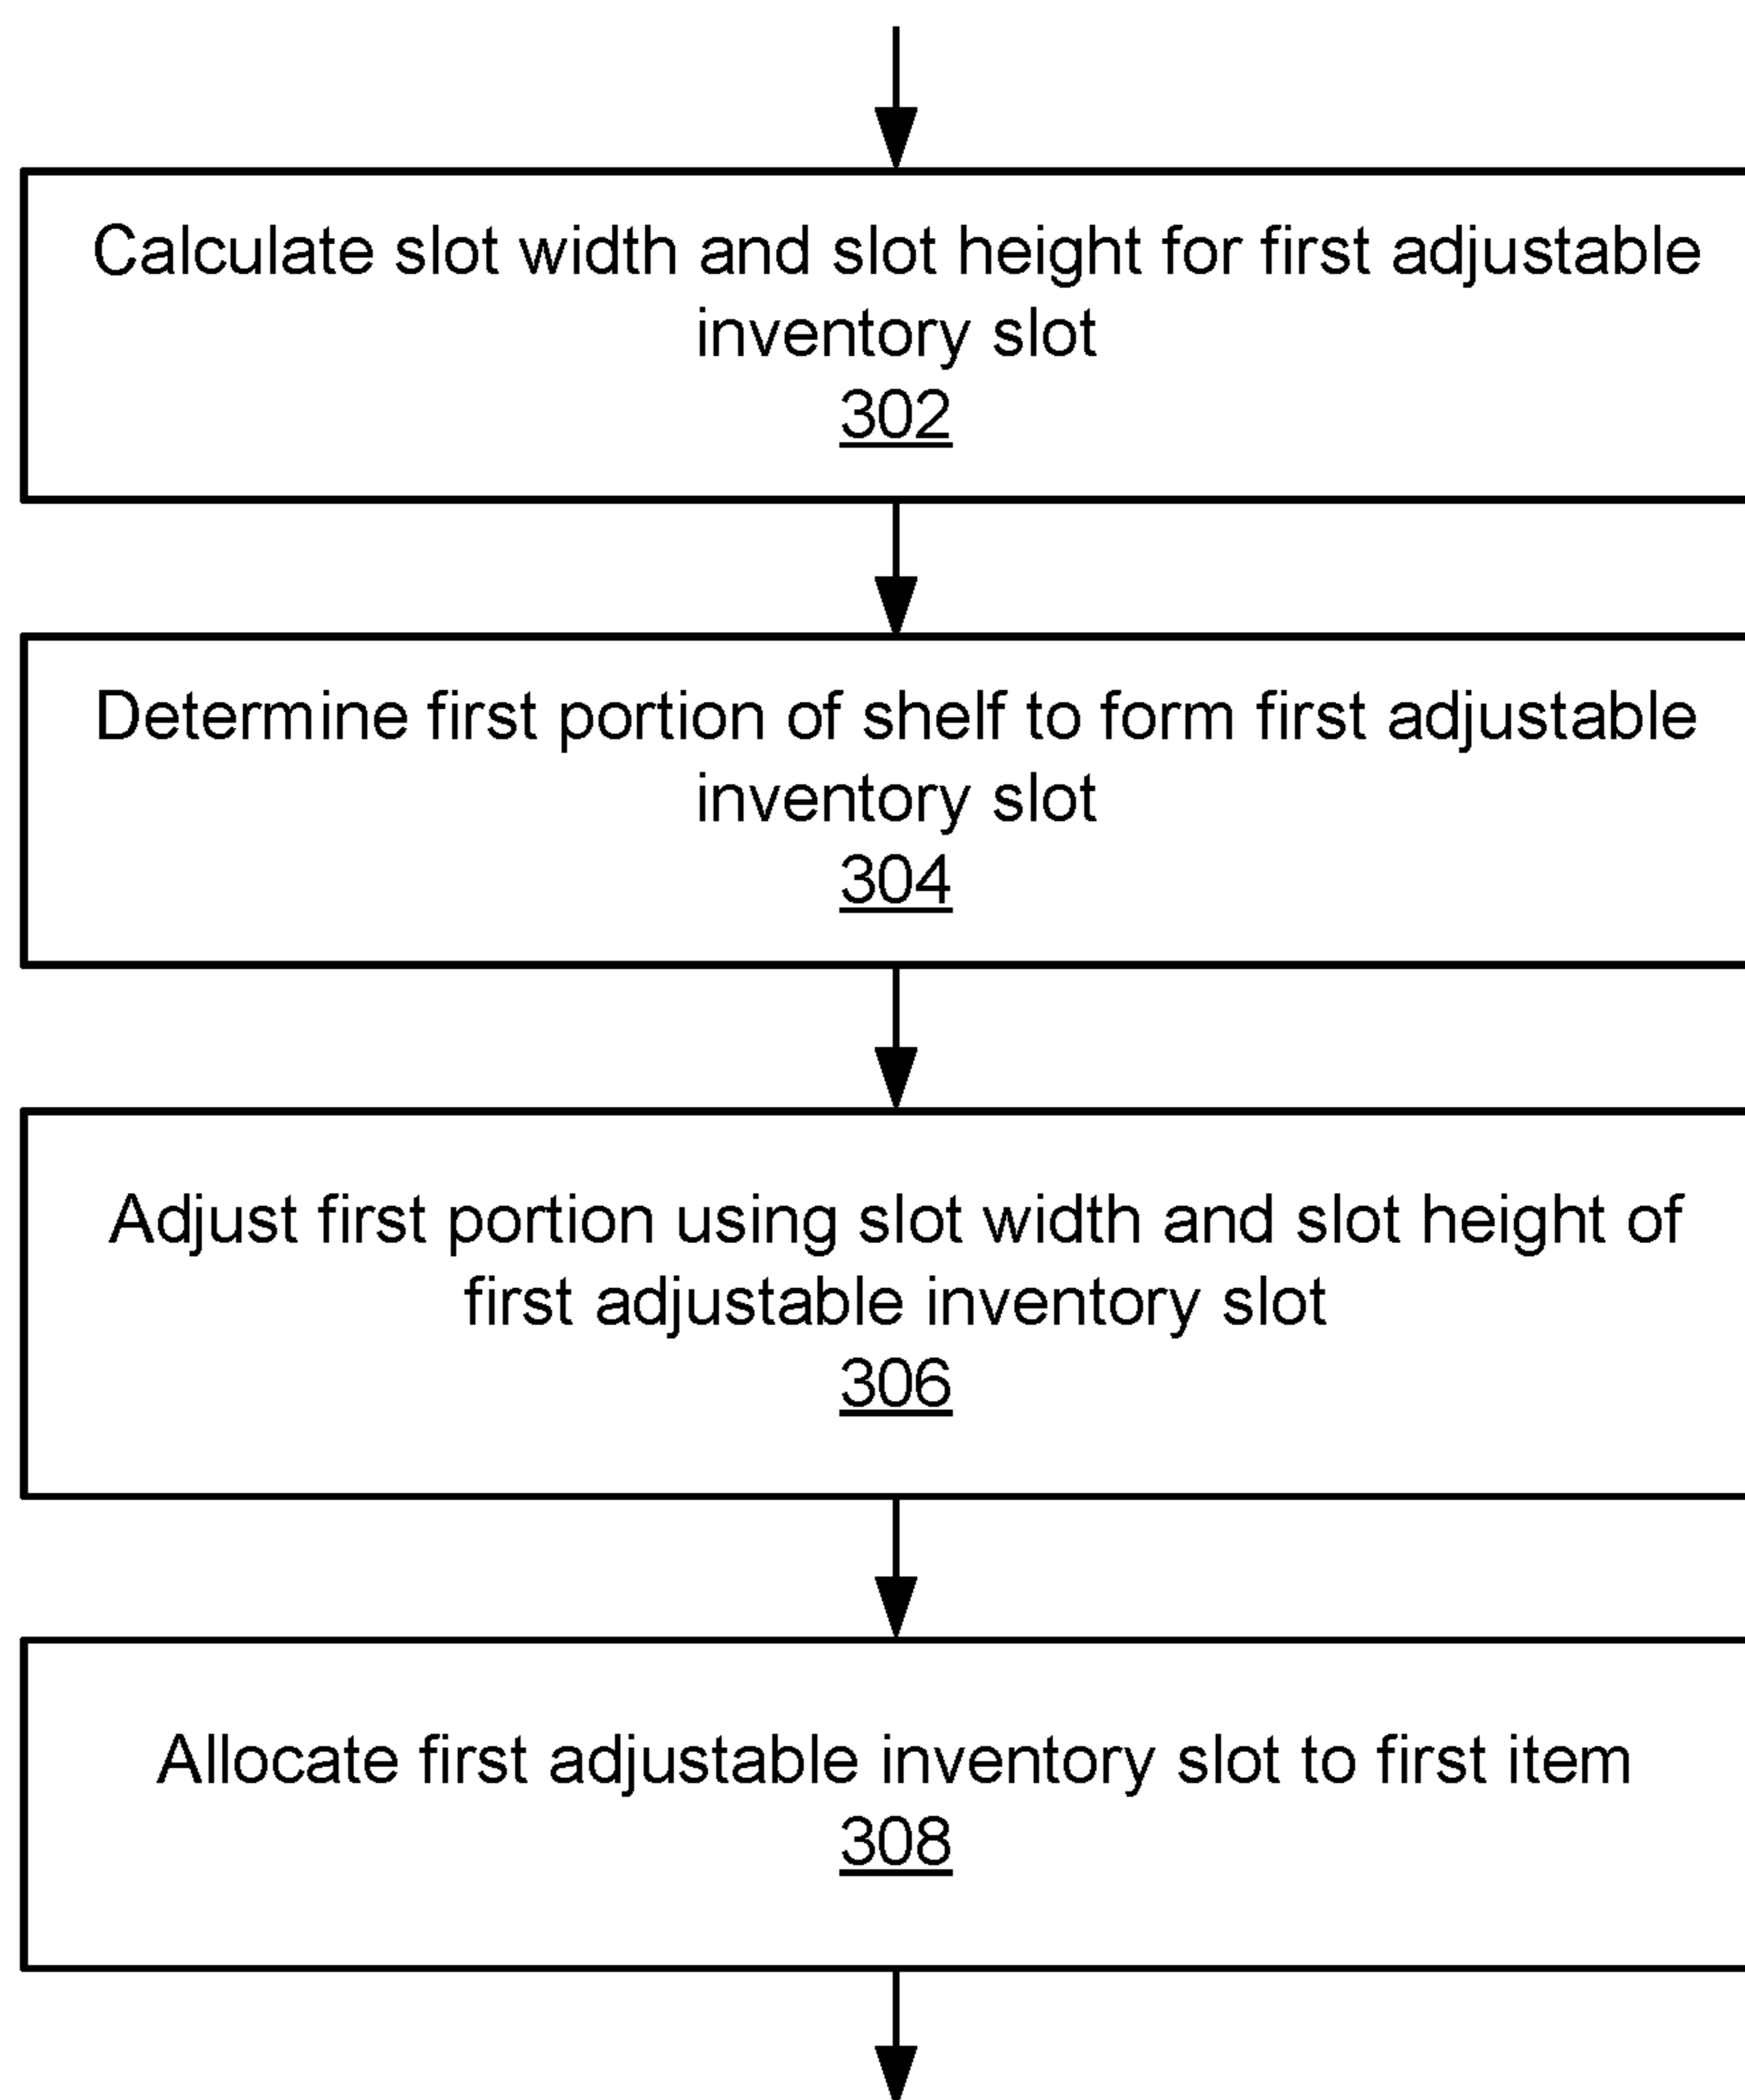 Calculate slot width and slot height for first adjustable
inventory slot
302
Determine first portion of shelf to form first adjustable
inventory slot
304
Adjust first portion using slot width and slot height of
first adjustable inventory slot
306
Allocate first adjustable inventory slot to first item
308